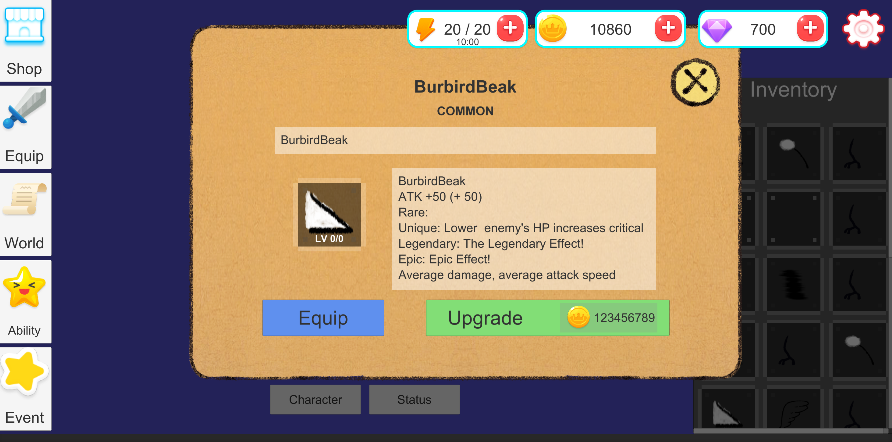 20 / 20
10:00
10860
700
Shop
Equip
World
Ability
Event
Inventory
BurbirdBeak
COMMON
BurbirdBeak
LV 0/0
BurbirdBeak
ATK +50 (+ 50)
Rare:
Unique: Lower enemy's HP increases critical
Legendary: The Legendary Effect!
Epic: Epic Effect!
Average damage, average attack speed
Equip
Upgrade
123456789
Character
Status